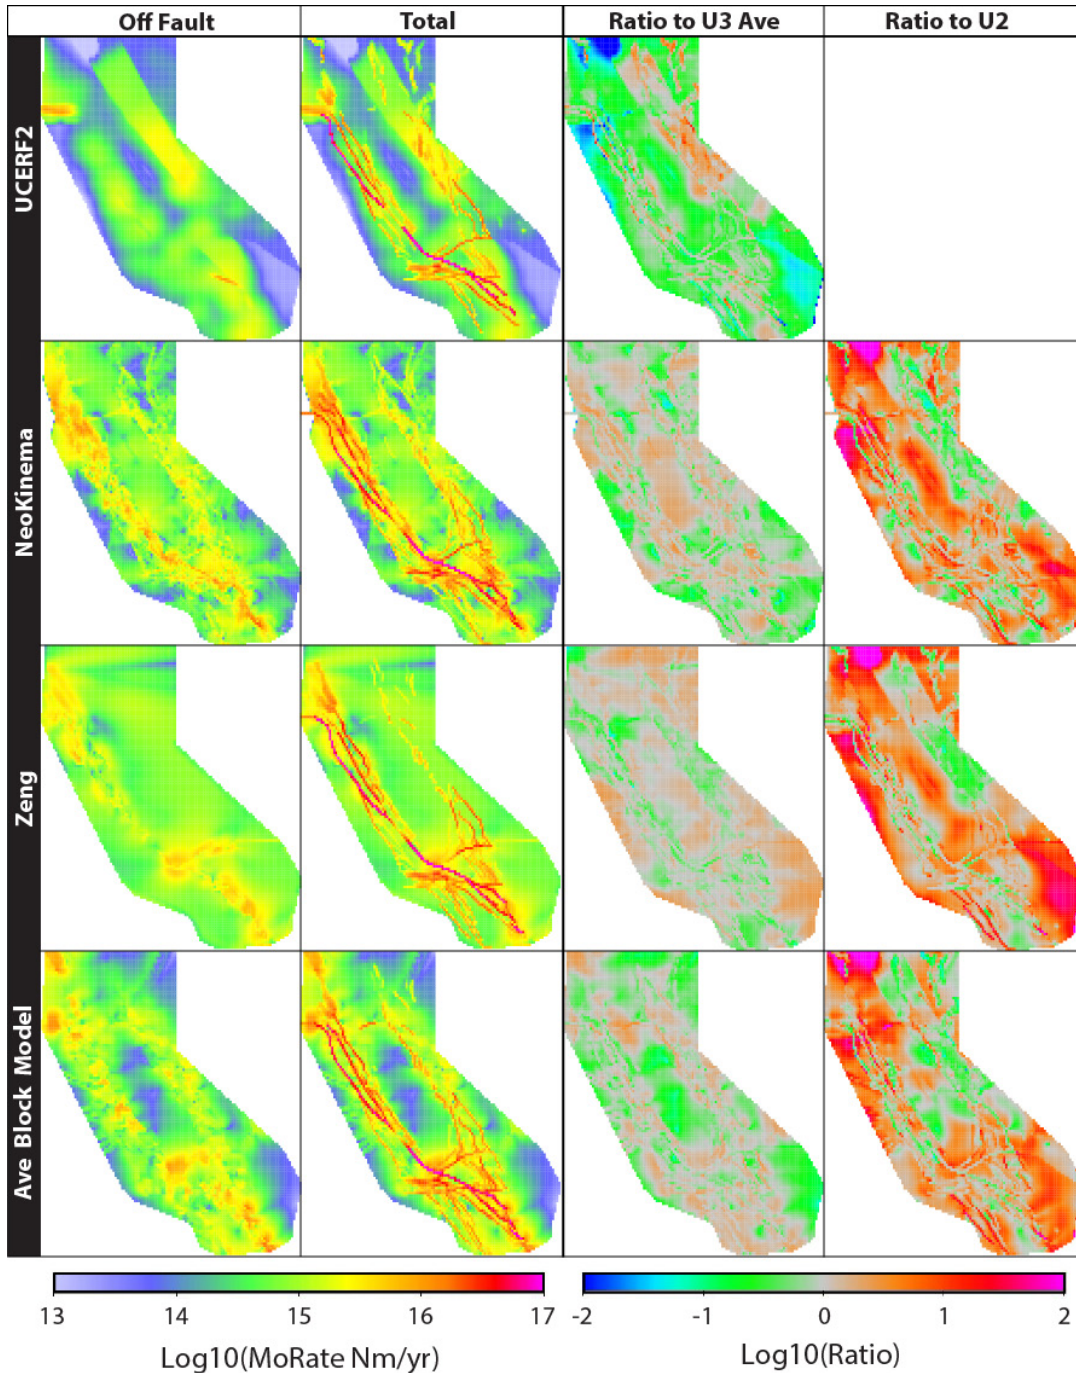 Off Fault Total Ratio to U3 Ave Ratio to U2
UCERF2
NeoKinema
Zeng
Ave Block Model
13 14 15 16 17
-2 -1 0 1 2
Log10(MoRate Nm/yr)
Log10(Ratio)